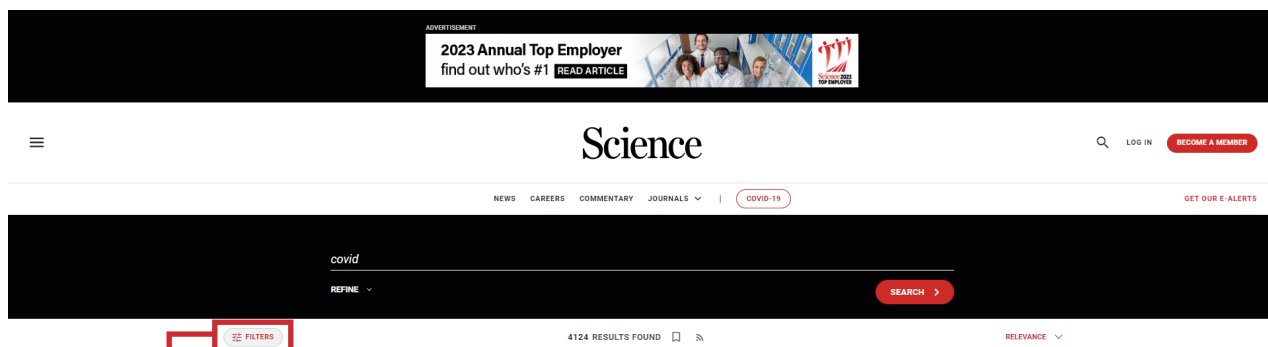 ADVERTISEMENT
2023 Annual Top Employer
find out who's #1 READ ARTICLE
Science 2023
TOP EMPLOYER
Science
LOG IN BECOME A MEMBER
NEWS CAREERS COMMENTARY JOURNALS | COVID-19 GET OUR E-ALERTS
covid
REFINE SEARCH
FILTERS 4124 RESULTS FOUND RELEVANCE